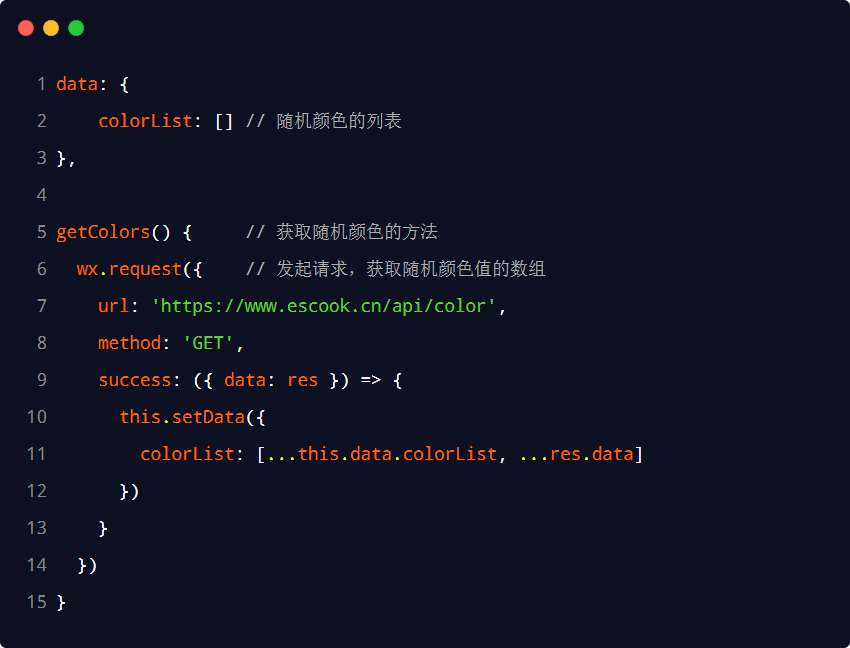 1 data: {
2     colorList: [] // 随机颜色的列表
3 },
4
5 getColors() {     // 获取随机颜色的方法
6   wx.request({    // 发起请求，获取随机颜色值的数组
7     url: 'https://www.escook.cn/api/color',
8     method: 'GET',
9     success: ({ data: res }) => {
10       this.setData({
11         colorList: [...this.data.colorList, ...res.data]
12       })
13     }
14   })
15 }